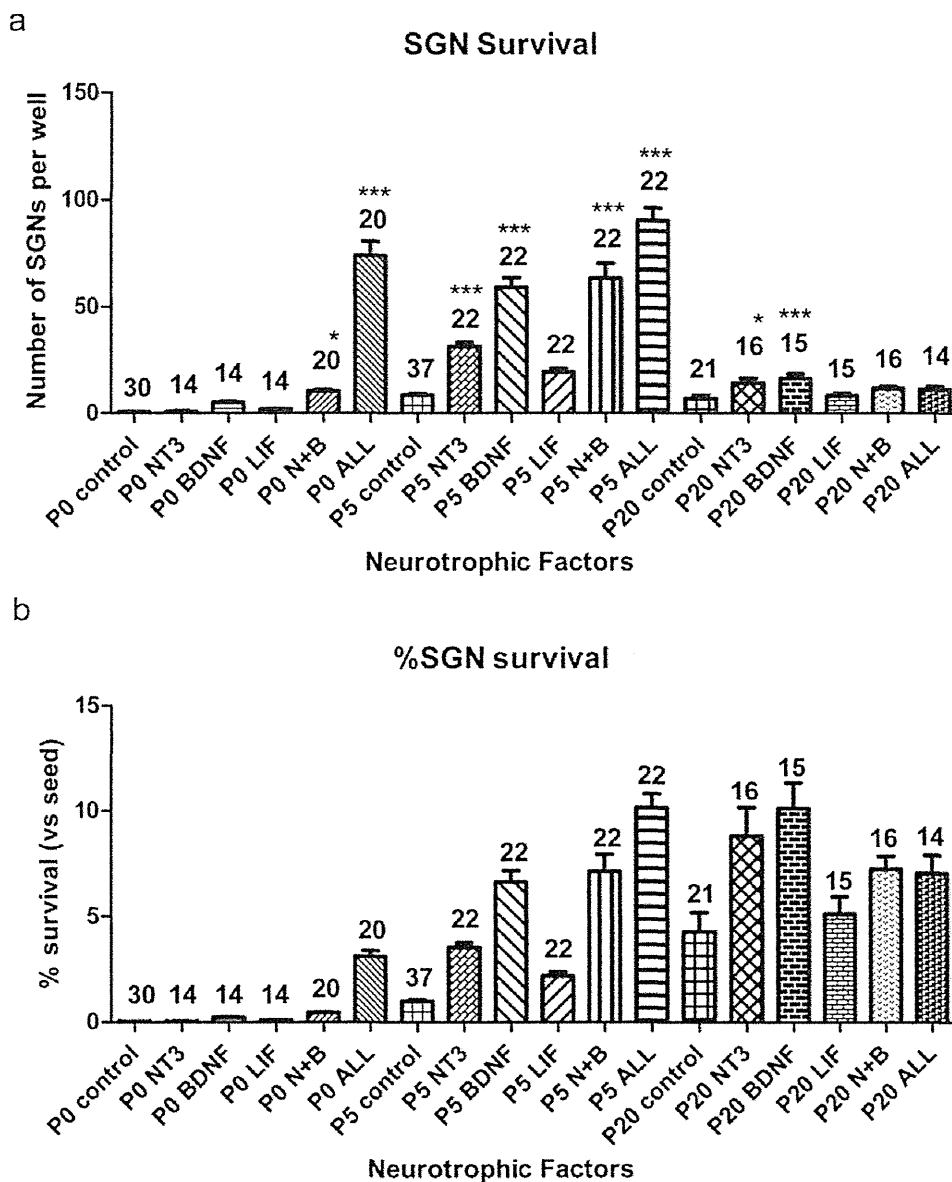 a
SGN Survival
Number of SGNs per well
150
100
50
0
30
14
14
14
*
20
***
20
37
***
22
***
22
22
***
22
***
22
21
*
16
***
15
15
16
14
P0 control
P0 NT3
P0 BDNF
P0 LIF
P0 N+B
P0 ALL
P5 control
P5 NT3
P5 BDNF
P5 LIF
P5 N+B
P5 ALL
P20 control
P20 NT3
P20 BDNF
P20 LIF
P20 N+B
P20 ALL
Neurotrophic Factors
b
%SGN survival
% survival (vs seed)
15
10
5
0
30
14
14
14
20
20
37
22
22
22
22
22
21
16
15
15
16
14
P0 control
P0 NT3
P0 BDNF
P0 LIF
P0 N+B
P0 ALL
P5 control
P5 NT3
P5 BDNF
P5 LIF
P5 N+B
P5 ALL
P20 control
P20 NT3
P20 BDNF
P20 LIF
P20 N+B
P20 ALL
Neurotrophic Factors